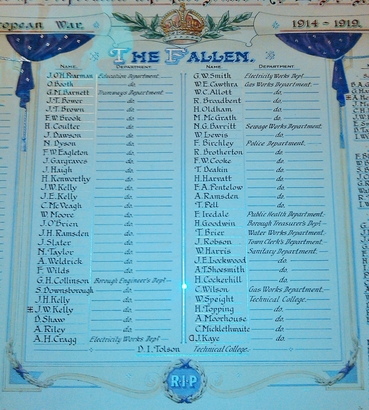 ropean War.
1914 – 1919.
THE FALLEN.
NAME. DEPARTMENT.
J.O'H.Pearman Education Department
O.Booth do.
G.M.Barnett Tramways Department
J.T.Bower do.
J.T.Brown do.
F.W.Brook do.
H.Coulter do.
J.Dawson do.
N.Dyson do.
F.W.Eagleton do.
J.Gargraves do.
J.Haigh do.
H.Kenworthy do.
J.W.Kelly do.
J.E.Kelly do.
C.McVeagh do.
W.Moore do.
J.O'Brien do.
J.H.Ramsden do.
J.Slater do.
N.Taylor do.
A.Weldrick do.
F.Wilds do.
G.H.Collinson Borough Engineer's Dept
S.Downsborough do.
J.H.Kelly do.
J.W.Kelly do.
D.Shaw do.
A.Riley do.
A.H.Cragg Electricity Works Dept
NAME. DEPARTMENT
G.W.Smith Electricity Works Dept
W.E.Cawthra Gas Works Department
W.C.Allott do.
R.Broadbent do.
H.Oldham do.
M.McGrath do.
N.G.Barritt Sewage Works Department
W.Lewis do.
F.Birchley Police Department.
R.Brotherton do.
F.W.Cooke do.
T.Deakin do.
H.Harvatt do.
F.A.Pantelow do.
A.Ramsden do.
T.Fell do.
F.Iredale Public Health Department
H.Goodwin Borough Treasurer's Dept
T.Brier Water Works Department
J.Robson Town Clerk's Department
W.Harris Sanitary Department.
J.E.Lockwood do.
A.T.Shoesmith do.
H.Cockerhill do.
C.Wilson Gas Works Department
W.Speight Technical College.
H.Topping do.
A.Moorhouse do.
C.Micklethwaite do.
G.J.Kaye do.
D.I.Tolson Technical College
R.I.P